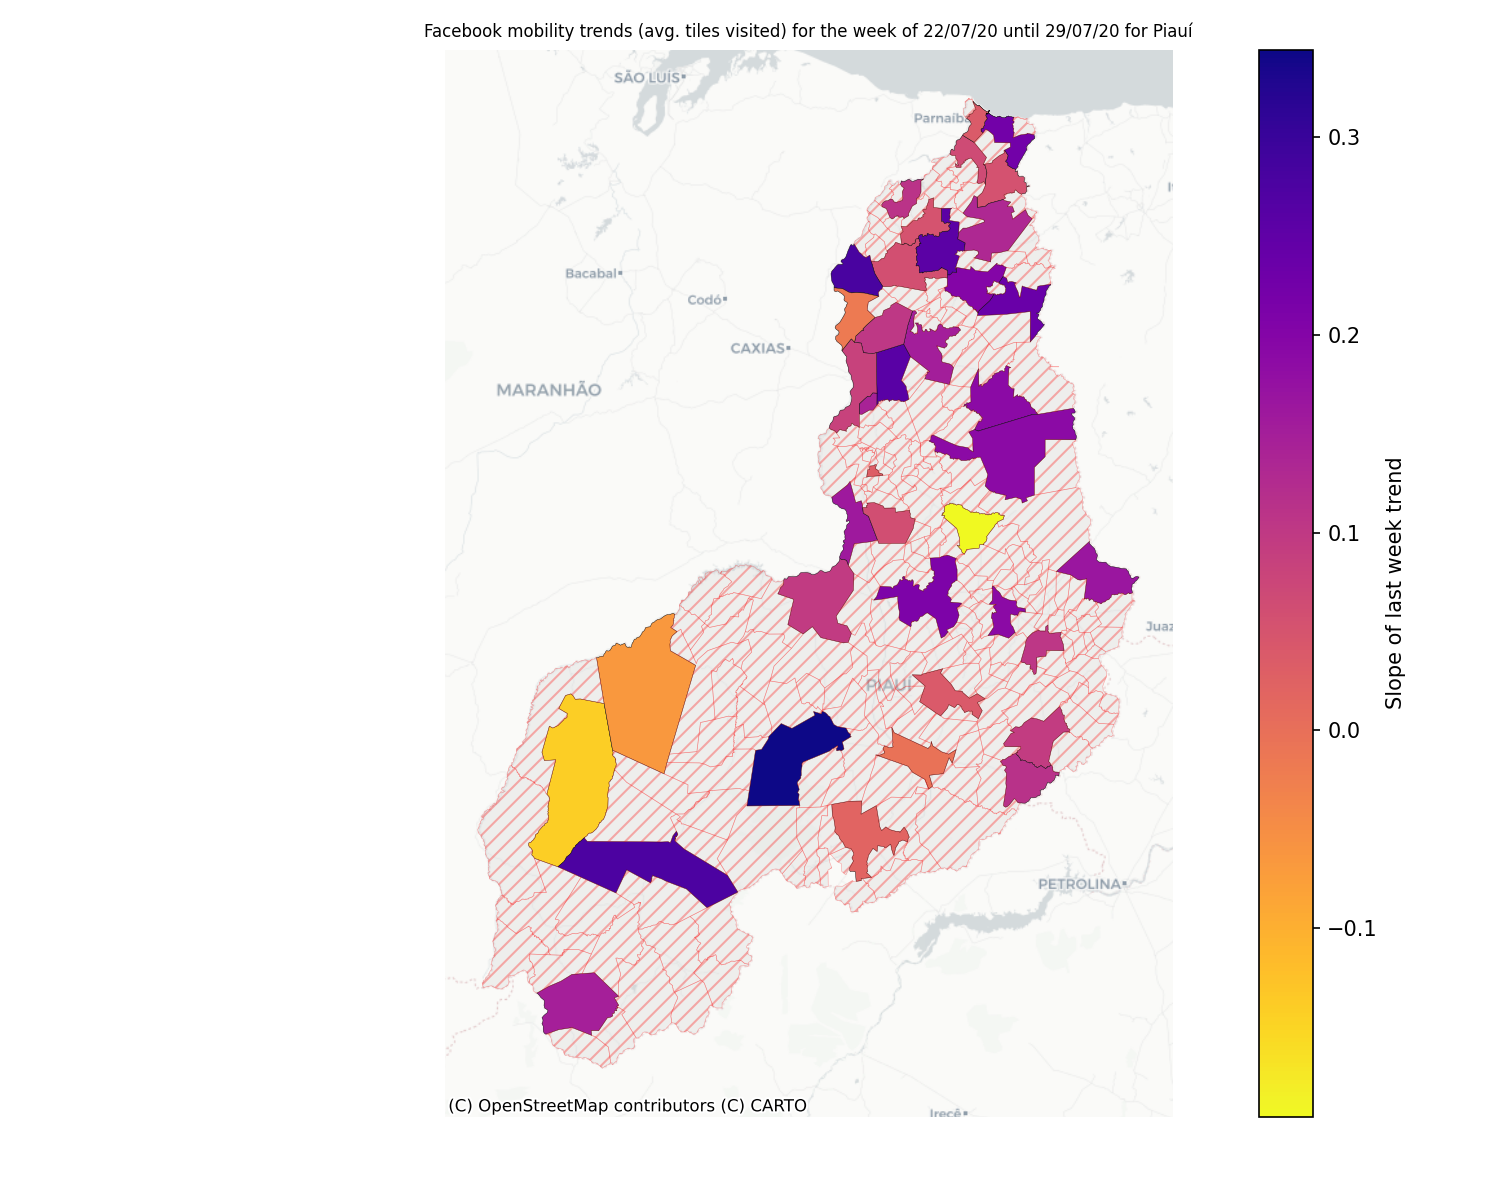 Facebook mobility trends (avg. tiles visited) for the week of 22/07/20 until 29/07/20 for Piauí
SÃO LUÍS
Parnaíba
Bacabal
Codó
CAXIAS
MARANHÃO
PIAUÍ
PETROLINA
Irecê
(C) OpenStreetMap contributors (C) CARTO
0.3
0.2
0.1
0.0
−0.1
Slope of last week trend